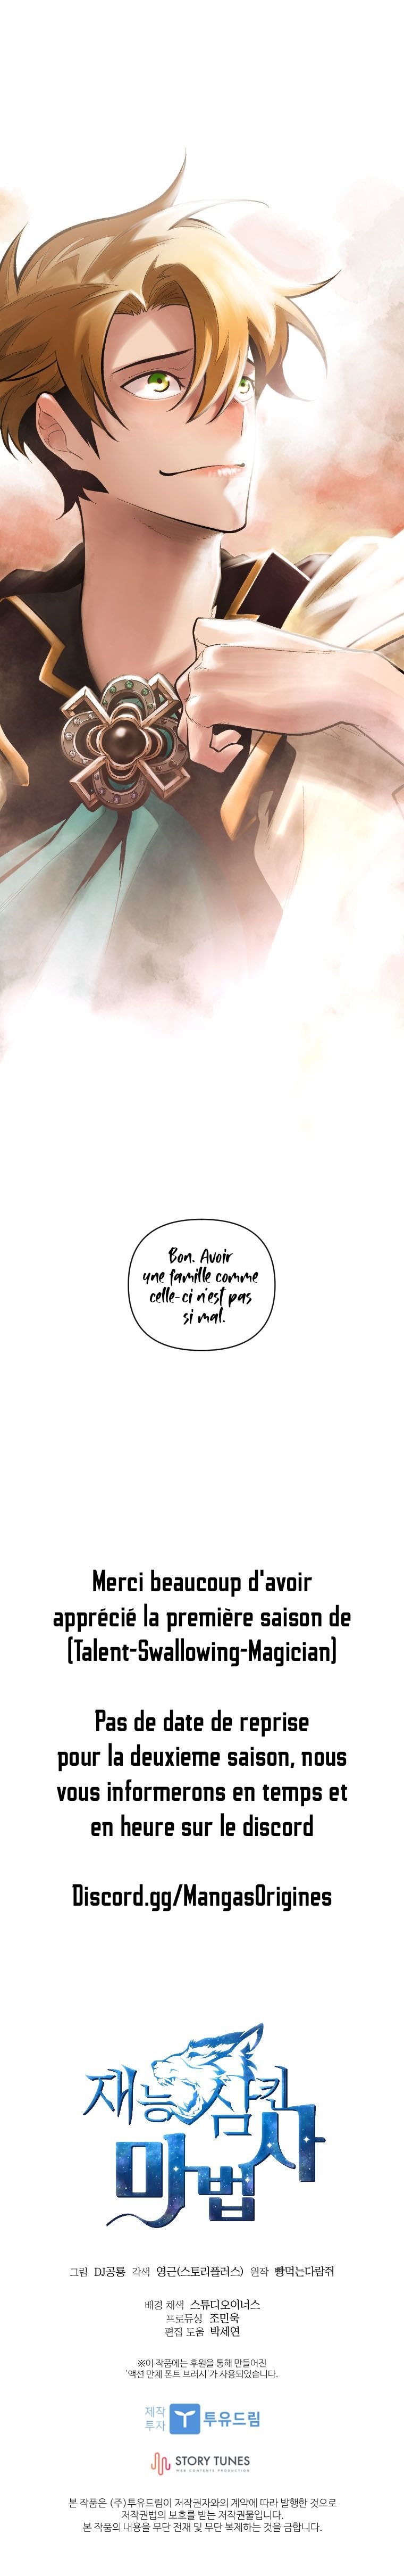 Bon. Avoir
une famille comme
celle-ci n'est pas
si mal.
Merci beaucoup d'avoir
apprécié la première saison de
(Talent-Swallowing-Magician)
Pas de date de reprise
pour la deuxieme saison, nous
vous informerons en temps et
en heure sur le discord
Discord.gg/MangasOrigines
재능 삼킨
마법사
그림 DJ공룡 각색 영근(스토리플러스) 원작 빵먹는다람쥐
배경 채색 스튜디오이너스
프로듀싱 조민욱
편집 도움 박세연
※이 작품에는 후원을 통해 만들어진
'액션 만체 폰트 브러시'가 사용되었습니다.
제작
투자
투유드림
STORY TUNES
WEB CONTENTS PRODUCTION
본 작품은 (주)투유드림이 저작권자와의 계약에 따라 발행한 것으로
저작권법의 보호를 받는 저작권물입니다.
본 작품의 내용을 무단 전재 및 무단 복제하는 것을 금합니다.